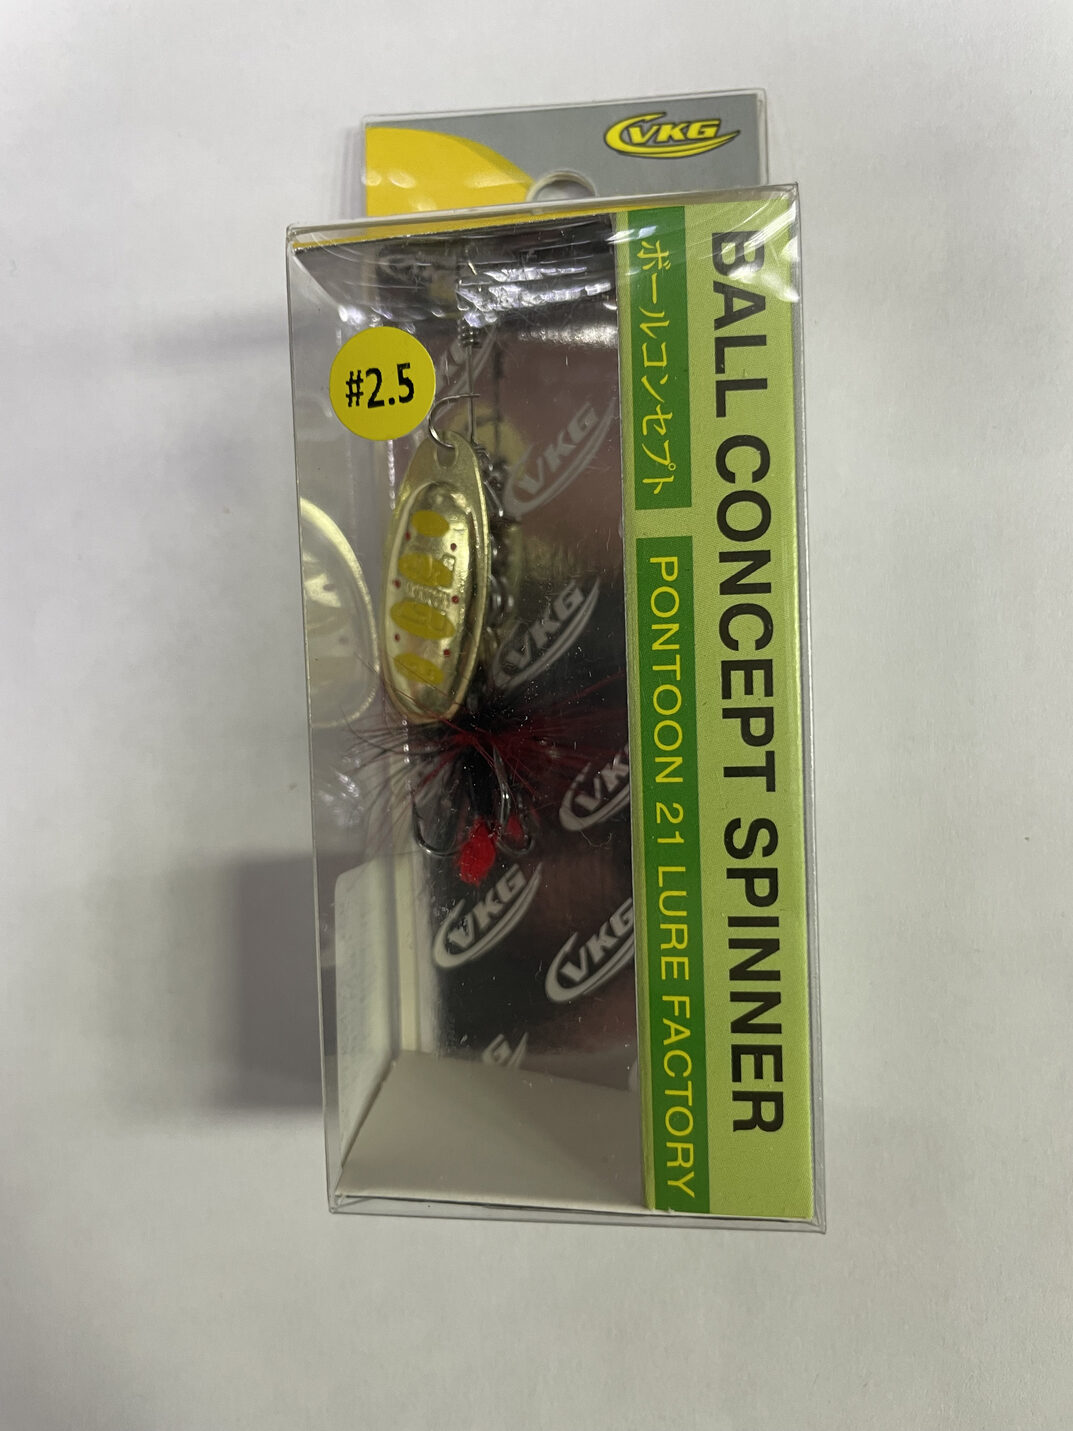 VKG
BALL CONCEPT SPINNER
ボールコンセプト
PONTOON 21 LURE FACTORY
#2.5
VKG
VKG
VKG
VKG
VKG
VKG